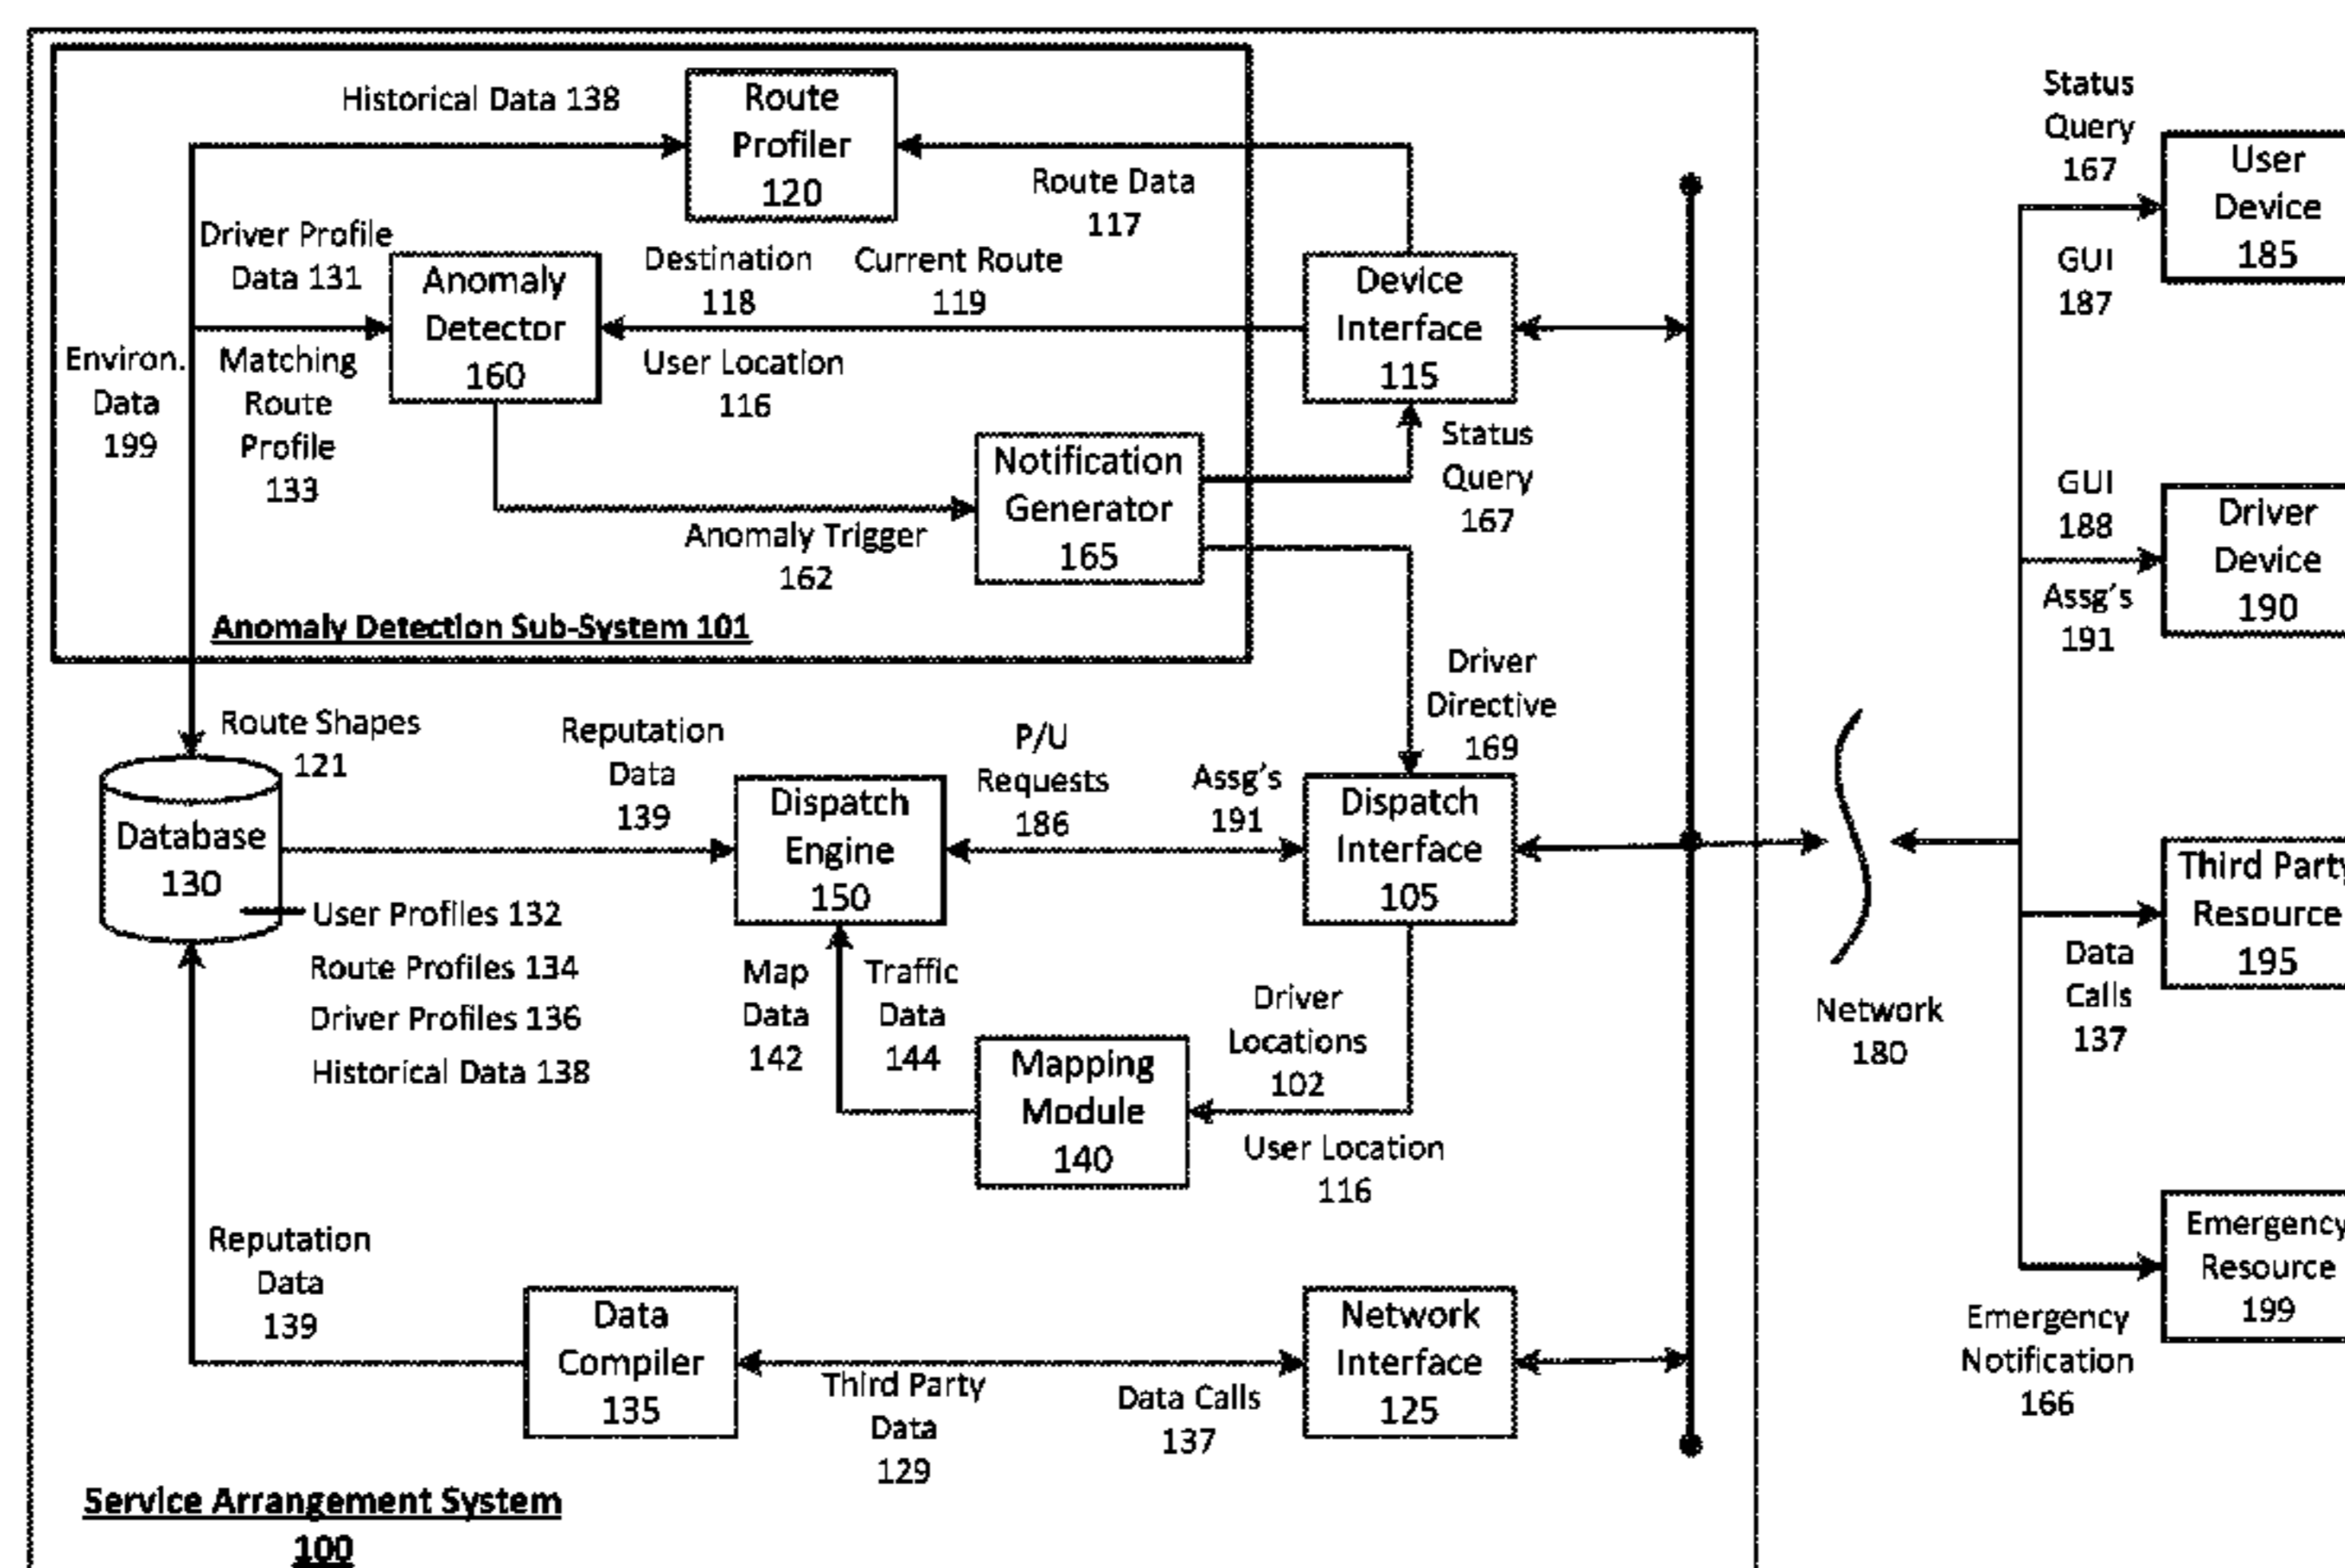 Historical Data 138
Route
Profiler
120
Route Data
117
Driver Profile
Data 131
Anomaly
Detector
160
Destination
118
Current Route
119
User Location
116
Device
Interface
115
Environ.
Data
199
Matching
Route
Profile
133
Notification
Generator
165
Status
Query
167
Anomaly Trigger
162
Anomaly Detection Sub-System 101
Driver
Directive
169
Route Shapes
121
Database
130
User Profiles 132
Route Profiles 134
Driver Profiles 136
Historical Data 138
Reputation
Data
139
Dispatch
Engine
150
P/U
Requests
186
Assg's
191
Dispatch
Interface
105
Map
Data
142
Traffic
Data
144
Mapping
Module
140
Driver
Locations
102
User Location
116
Reputation
Data
139
Data
Compiler
135
Third Party
Data
129
Data Calls
137
Network
Interface
125
Service Arrangement System
100
Network
180
Status
Query
167
User
Device
185
GUI
187
GUI
188
Driver
Device
190
Assg's
191
Third Party
Resource
195
Data
Calls
137
Emergency
Resource
199
Emergency
Notification
166